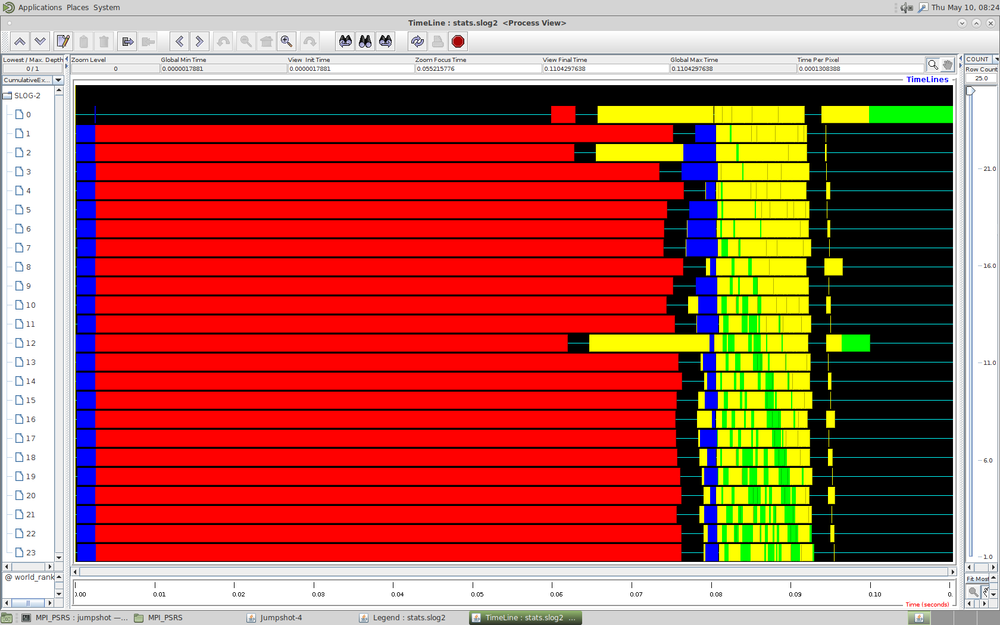 Applications Places System
Thu May 10, 08:24
TimeLine : stats.slog2 <Process View>
Lowest / Max. Depth
0 / 1
Zoom Level
0
Global Min Time
0.0000017881
View Init Time
0.0000017881
Zoom Focus Time
0.055215776
View Final Time
0.1104297638
Global Max Time
0.1104297638
Time Per Pixel
0.0001308388
COUNT
Row Count
25.0
CumulativeEx...
TimeLines
SLOG-2
0
1
2
3
4
5
6
7
8
9
10
11
12
13
14
15
16
17
18
19
20
21
22
23
21.0
16.0
11.0
6.0
1.0
@ world_rank
Fit Most
0.00 0.01 0.02 0.03 0.04 0.05 0.06 0.07 0.08 0.09 0.10 0.
Time (seconds)
MPI_PSRS : jumpshot —...
MPI_PSRS
Jumpshot-4
Legend : stats.slog2
TimeLine : stats.slog2 ...